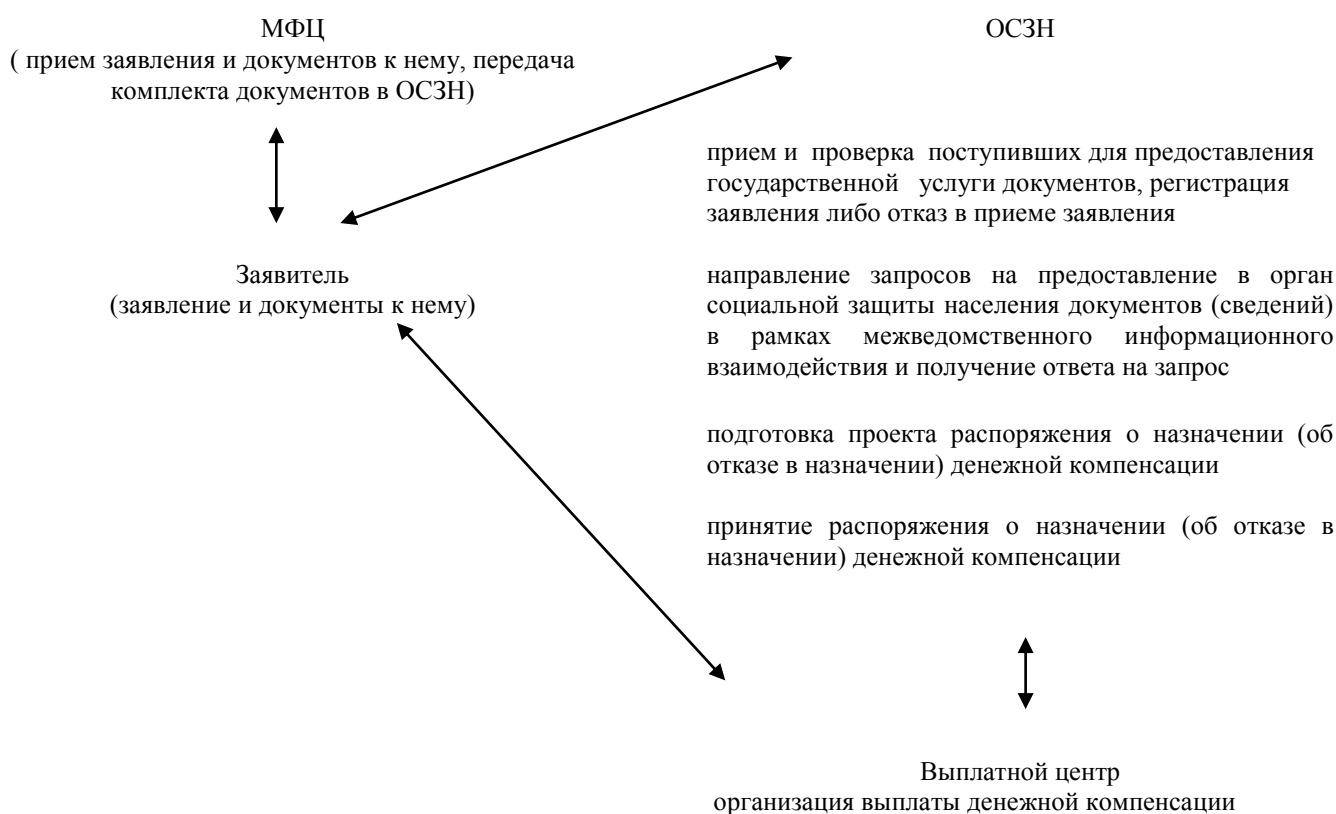 МФЦ
( прием заявления и документов к нему, передача
комплекта документов в ОСЗН)
Заявитель
(заявление и документы к нему)
ОСЗН
прием и проверка поступивших для предоставления
государственной услуги документов, регистрация
заявления либо отказ в приеме заявления
направление запросов на предоставление в орган
социальной защиты населения документов (сведений)
в рамках межведомственного информационного
взаимодействия и получение ответа на запрос
подготовка проекта распоряжения о назначении (об
отказе в назначении) денежной компенсации
принятие распоряжения о назначении (об отказе в
назначении) денежной компенсации
Выплатной центр
организация выплаты денежной компенсации